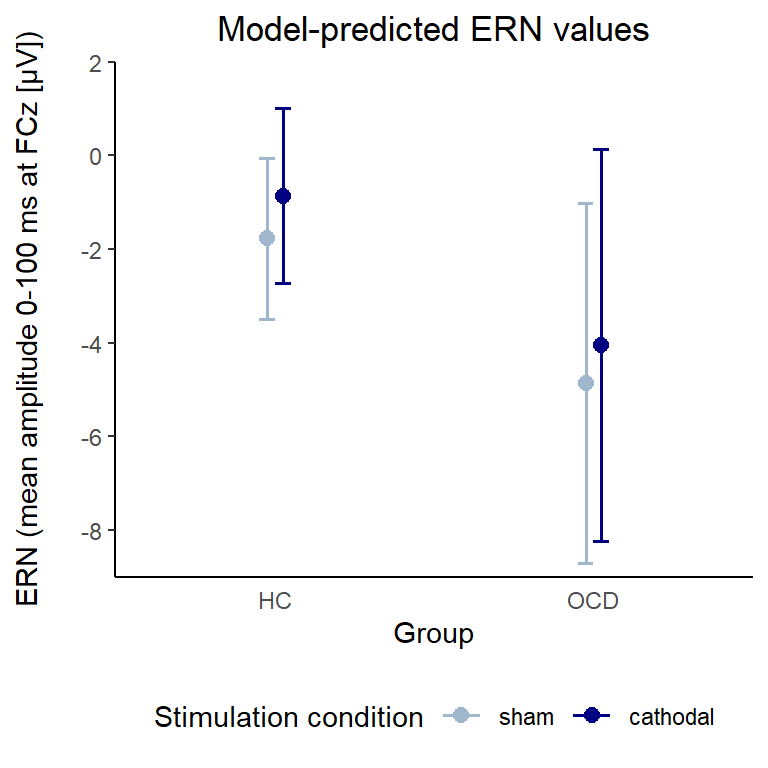 Model-predicted ERN values
ERN (mean amplitude 0-100 ms at FCz [µV])
2
0
-2
-4
-6
-8
HC OCD
Group
Stimulation condition sham cathodal